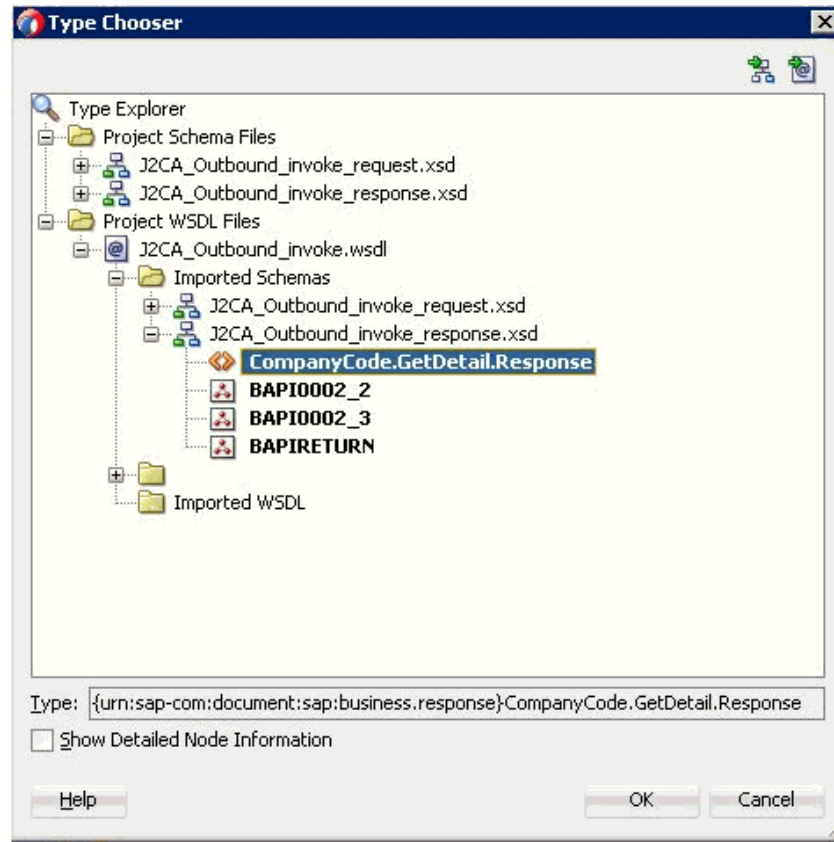 Type Chooser
Type Explorer
Project Schema Files
J2CA_Outbound_invoke_request.xsd
J2CA_Outbound_invoke_response.xsd
Project WSDL Files
J2CA_Outbound_invoke.wsdl
Imported Schemas
J2CA_Outbound_invoke_request.xsd
J2CA_Outbound_invoke_response.xsd
CompanyCode.GetDetail.Response
BAPI0002_2
BAPI0002_3
BAPIRETURN
Imported WSDL
Type: {urn:sap-com:document:sap:business.response}CompanyCode.GetDetail.Response
Show Detailed Node Information
Help OK Cancel